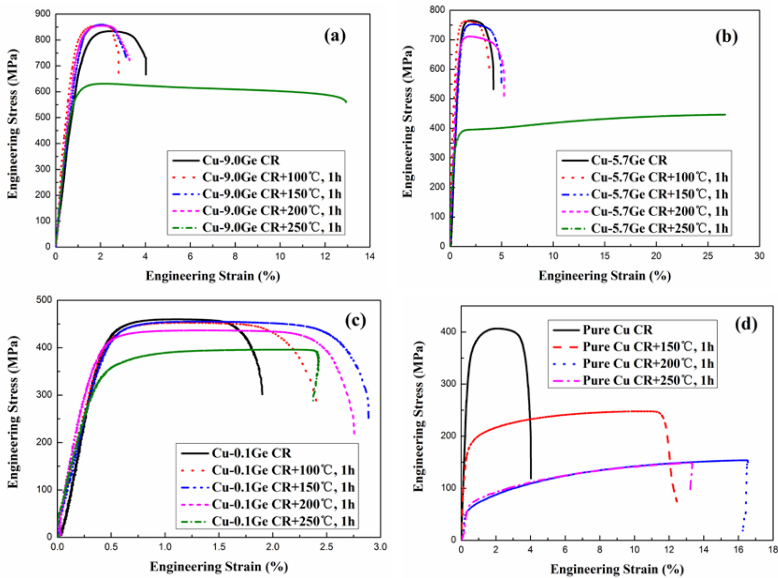 (a)
Engineering Stress (MPa)
900
800
700
600
500
400
300
200
100
0
Cu-9.0Ge CR
Cu-9.0Ge CR+100℃, 1h
Cu-9.0Ge CR+150℃, 1h
Cu-9.0Ge CR+200℃, 1h
Cu-9.0Ge CR+250℃, 1h
0 2 4 6 8 10 12 14
Engineering Strain (%)
(b)
Engineering Stress (MPa)
800
700
600
500
400
300
200
100
0
Cu-5.7Ge CR
Cu-5.7Ge CR+100℃, 1h
Cu-5.7Ge CR+150℃, 1h
Cu-5.7Ge CR+200℃, 1h
Cu-5.7Ge CR+250℃, 1h
0 5 10 15 20 25 30
Engineering Strain (%)
(c)
Engineering Stress (MPa)
500
400
300
200
100
0
Cu-0.1Ge CR
Cu-0.1Ge CR+100℃, 1h
Cu-0.1Ge CR+150℃, 1h
Cu-0.1Ge CR+200℃, 1h
Cu-0.1Ge CR+250℃, 1h
0.0 0.5 1.0 1.5 2.0 2.5 3.0
Engineering Strain (%)
(d)
Engineering Stress (MPa)
400
300
200
100
0
Pure Cu CR
Pure Cu CR+150℃, 1h
Pure Cu CR+200℃, 1h
Pure Cu CR+250℃, 1h
0 2 4 6 8 10 12 14 16 18
Engineering Strain (%)